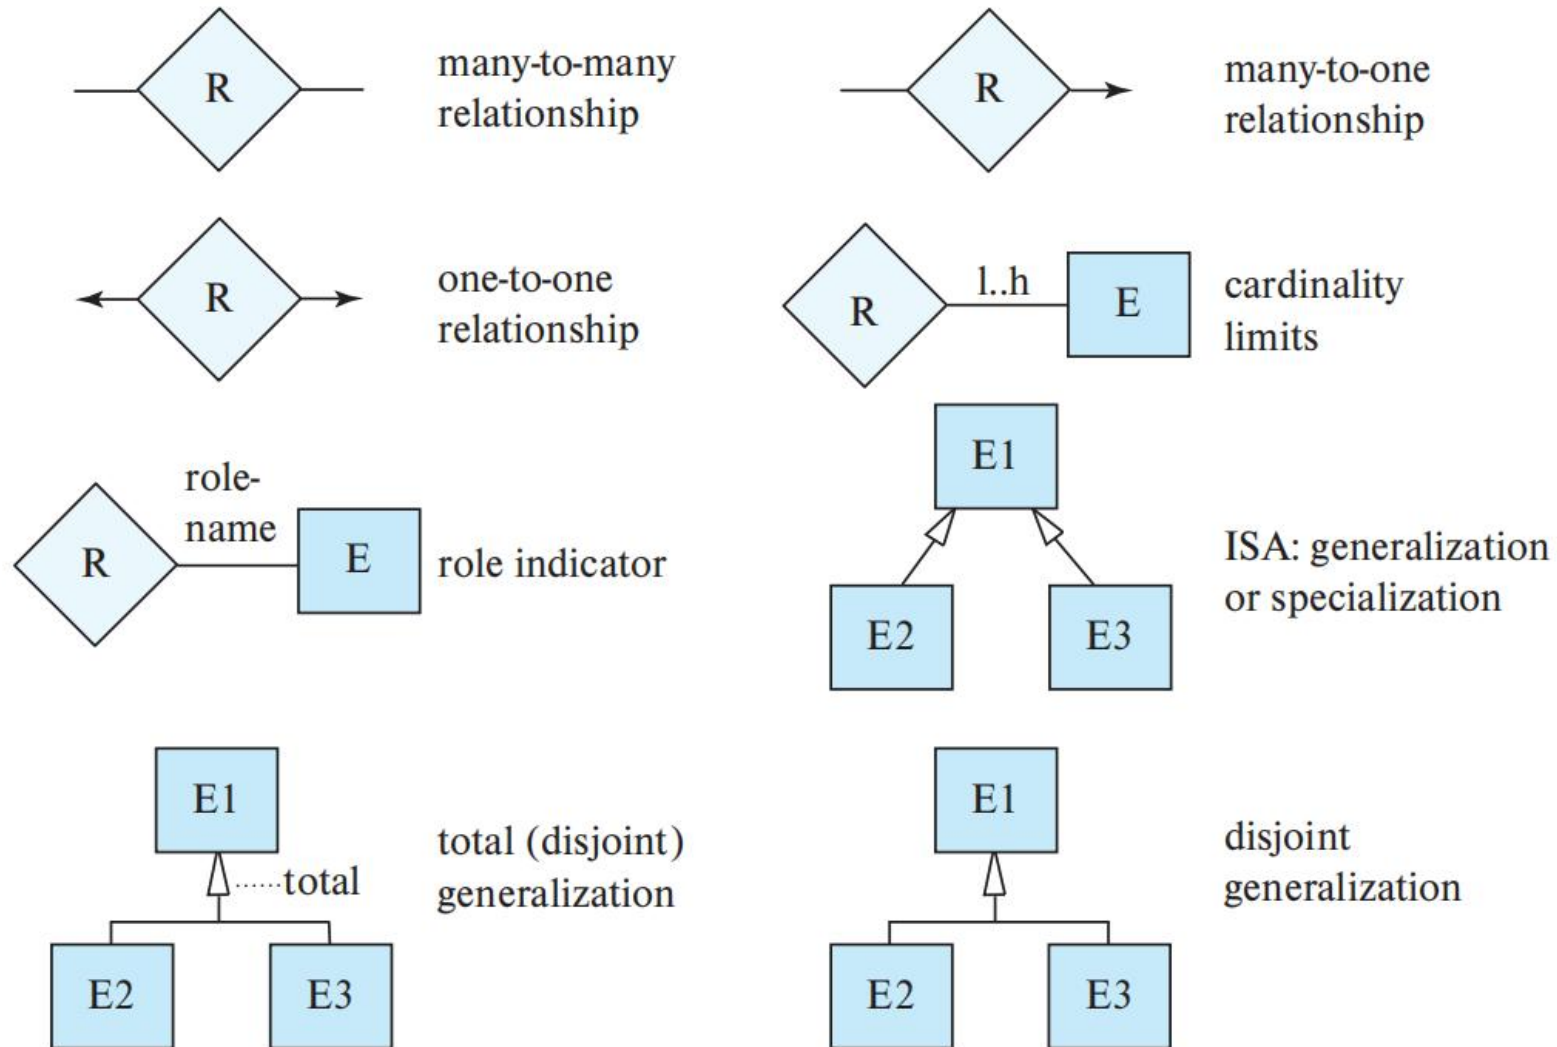 R
many-to-many
relationship
R
many-to-one
relationship
R
one-to-one
relationship
R
l..h
E
cardinality
limits
R
role-
name
E
role indicator
E1
E2
E3
ISA: generalization
or specialization
E1
total
E2
E3
total (disjoint)
generalization
E1
E2
E3
disjoint
generalization